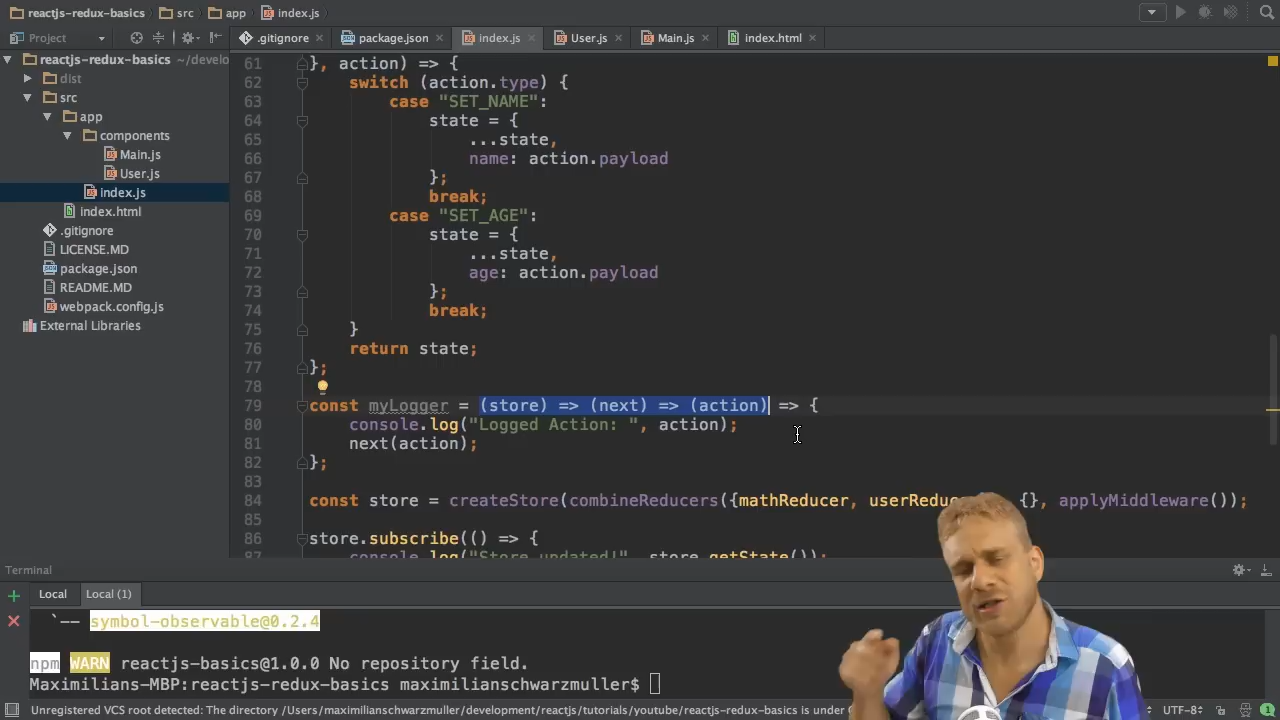 reactjs-redux-basics src app index.js
Project .gitignore package.json index.js User.js Main.js index.html
reactjs-redux-basics ~/develo
dist
src
app
components
Main.js
User.js
index.js
index.html
.gitignore
LICENSE.MD
package.json
README.MD
webpack.config.js
External Libraries
61 }, action) => {
62 switch (action.type) {
63 case "SET_NAME":
64 state = {
65 ...state,
66 name: action.payload
67 };
68 break;
69 case "SET_AGE":
70 state = {
71 ...state,
72 age: action.payload
73 };
74 break;
75 }
76 return state;
77 };
78
79 const myLogger = (store) => (next) => (action) => {
80 console.log("Logged Action: ", action);
81 next(action);
82 };
83
84 const store = createStore(combineReducers({mathReducer, userReduc {}, applyMiddleware());
85
86 store.subscribe(() => {
87 console.log("Store updated!", store.getState());
Terminal
Local Local (1)
`-- symbol-observable@0.2.4
npm WARN reactjs-basics@1.0.0 No repository field.
Maximilians-MBP:reactjs-redux-basics maximilianschwarzmuller$
Unregistered VCS root detected: The directory /Users/maximilianschwarzmuller/development/reactjs/tutorials/youtube/reactjs-redux-basics is under UTF-8